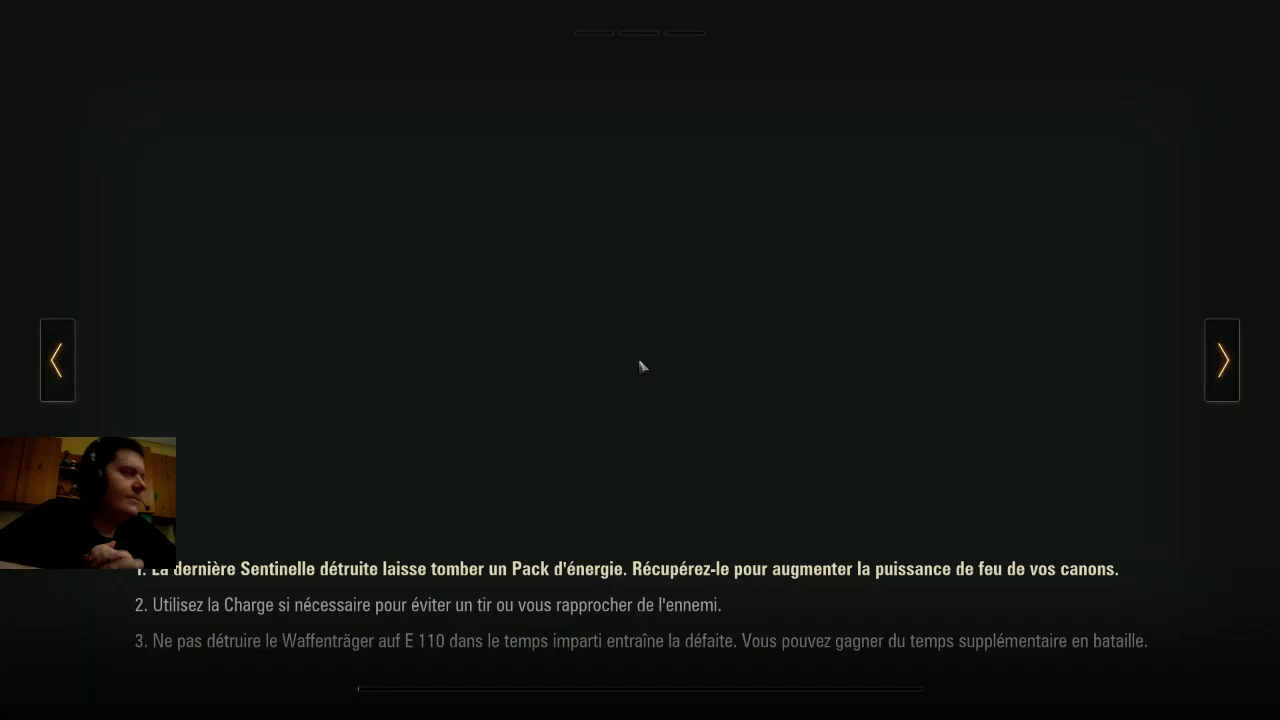 1. La dernière Sentinelle détruite laisse tomber un Pack d'énergie. Récupérez-le pour augmenter la puissance de feu de vos canons.
2. Utilisez la Charge si nécessaire pour éviter un tir ou vous rapprocher de l'ennemi.
3. Ne pas détruire le Waffenträger auf E 110 dans le temps imparti entraîne la défaite. Vous pouvez gagner du temps supplémentaire en bataille.